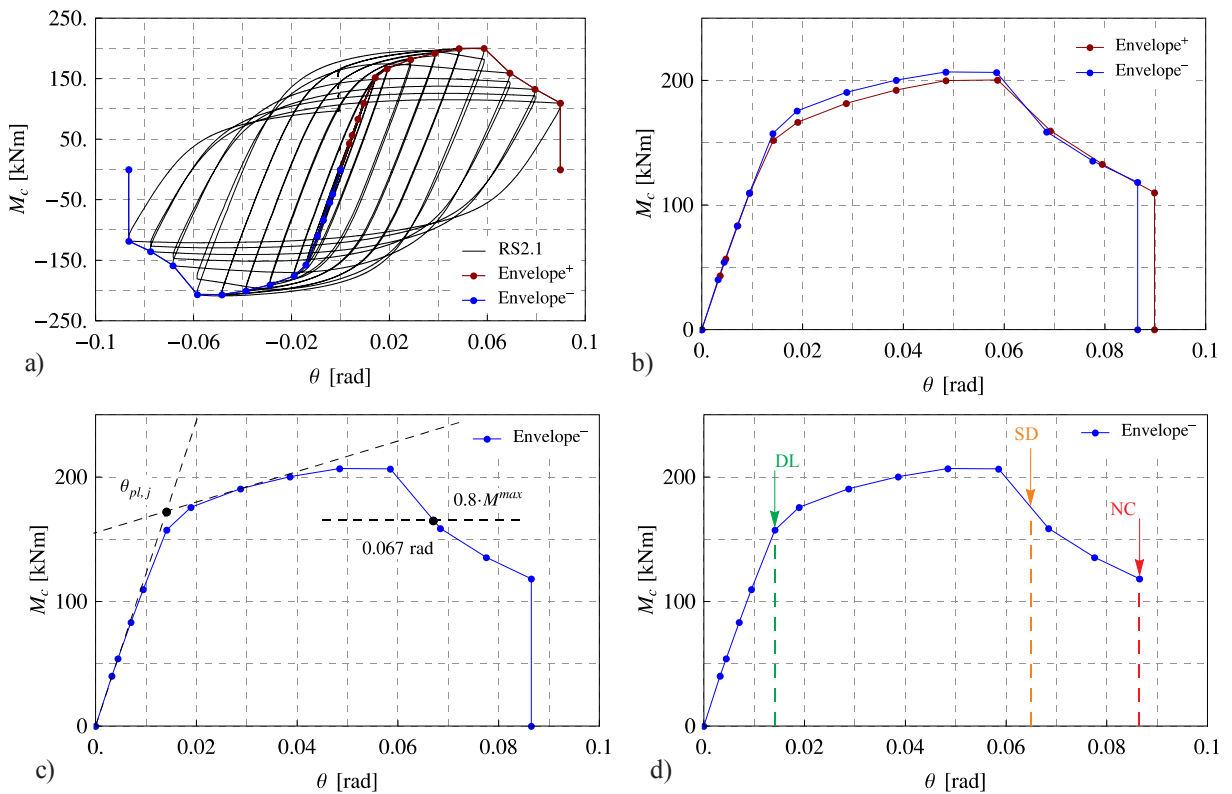 250.
150.
50.
−50.
−150.
−250.
M_c [kNm]
−0.1 −0.06 −0.02 0.02 0.06 0.1
θ [rad]
RS2.1
Envelope⁺
Envelope⁻
a)
200
100
0
M_c [kNm]
0. 0.02 0.04 0.06 0.08 0.1
θ [rad]
Envelope⁺
Envelope⁻
b)
200
100
0
M_c [kNm]
0. 0.02 0.04 0.06 0.08 0.1
θ [rad]
Envelope⁻
θ_{pl,j}
0.8·M^{max}
0.067 rad
c)
200
100
0
M_c [kNm]
0. 0.02 0.04 0.06 0.08 0.1
θ [rad]
Envelope⁻
DL
SD
NC
d)